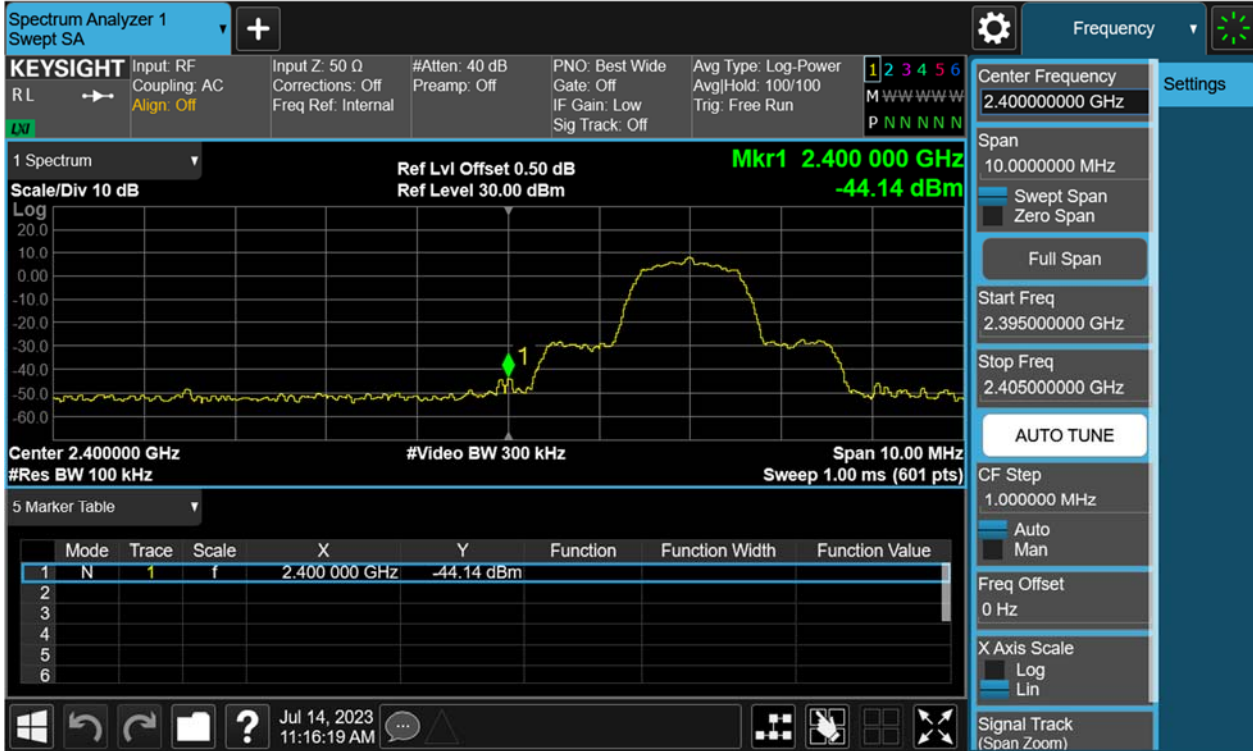 Spectrum Analyzer 1
Swept SA
+
Frequency
KEYSIGHT
R L
LXI
Input: RF
Coupling: AC
Align: Off
Input Z: 50 Ω
Corrections: Off
Freq Ref: Internal
#Atten: 40 dB
Preamp: Off
PNO: Best Wide
Gate: Off
IF Gain: Low
Sig Track: Off
Avg Type: Log-Power
Avg|Hold: 100/100
Trig: Free Run
1 2 3 4 5 6
M W W W W W
P N N N N N
1 Spectrum
Scale/Div 10 dB
Ref Lvl Offset 0.50 dB
Ref Level 30.00 dBm
Mkr1 2.400 000 GHz
-44.14 dBm
Log
20.0
10.0
0.00
-10.0
-20.0
-30.0
-40.0
-50.0
-60.0
1
Center 2.400000 GHz
#Res BW 100 kHz
#Video BW 300 kHz
Span 10.00 MHz
Sweep 1.00 ms (601 pts)
5 Marker Table
Mode Trace Scale X Y Function Function Width Function Value
1 N 1 f 2.400 000 GHz -44.14 dBm
2
3
4
5
6
?
Jul 14, 2023
11:16:19 AM
Center Frequency
2.400000000 GHz
Settings
Span
10.0000000 MHz
Swept Span
Zero Span
Full Span
Start Freq
2.395000000 GHz
Stop Freq
2.405000000 GHz
AUTO TUNE
CF Step
1.000000 MHz
Auto
Man
Freq Offset
0 Hz
X Axis Scale
Log
Lin
Signal Track
(Span Zoom)